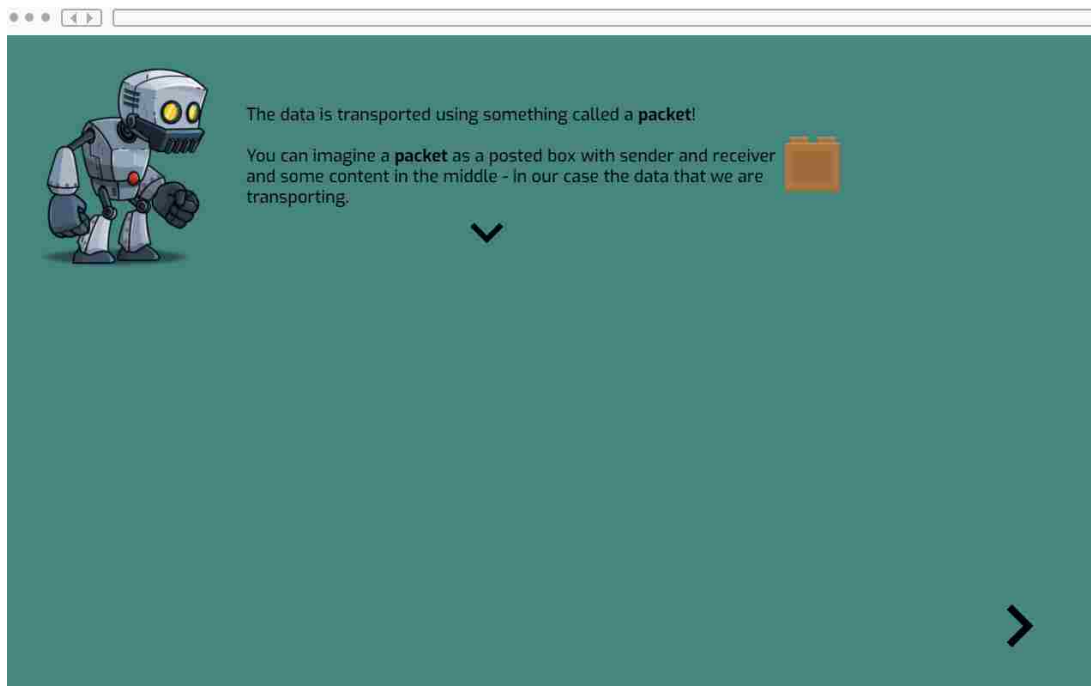 The data is transported using something called a packet!
You can imagine a packet as a posted box with sender and receiver
and some content in the middle - In our case the data that we are
transporting.